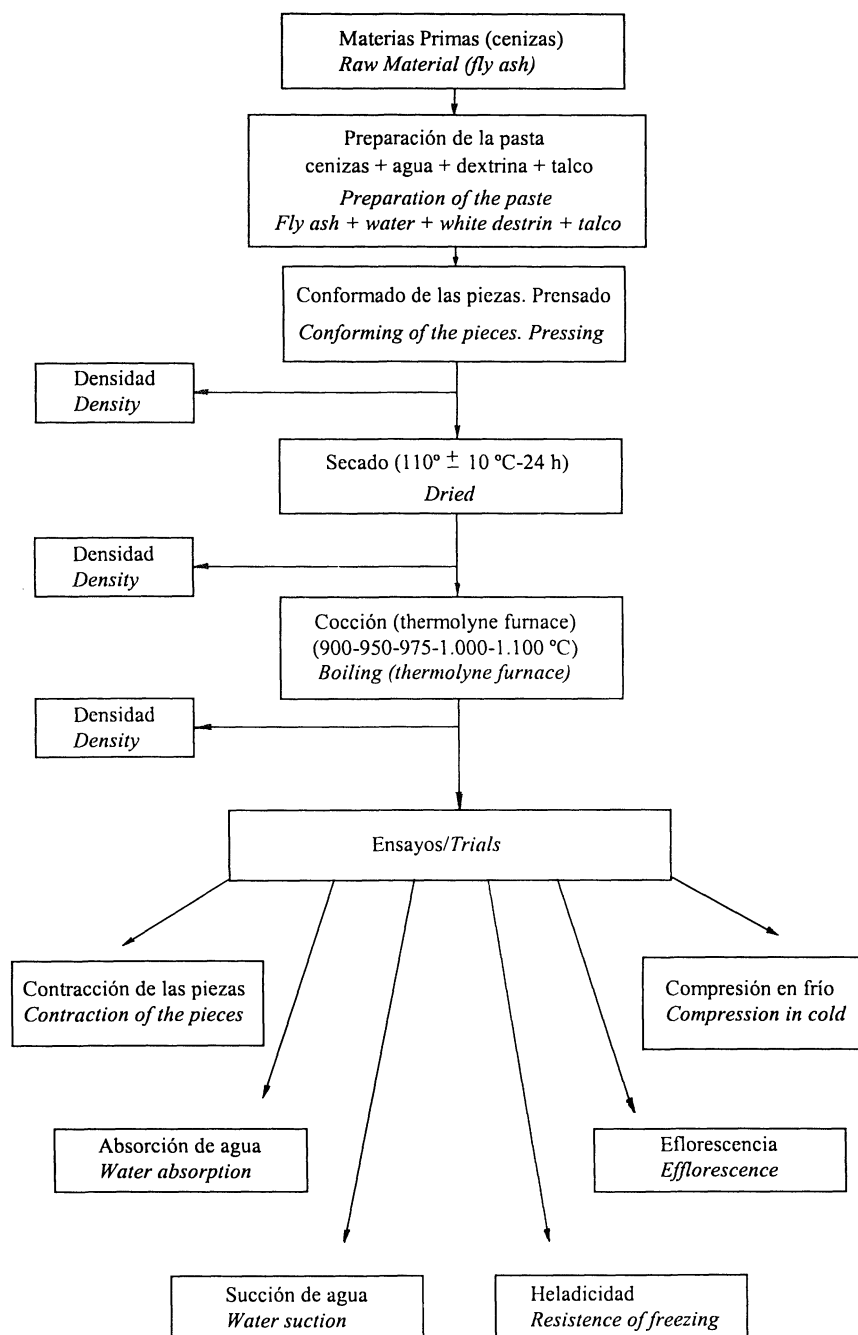 Materias Primas (cenizas)
Raw Material (fly ash)
Preparación de la pasta
cenizas + agua + dextrina + talco
Preparation of the paste
Fly ash + water + white destrin + talco
Conformado de las piezas. Prensado
Conforming of the pieces. Pressing
Densidad
Density
Secado (110º ± 10 ºC-24 h)
Dried
Densidad
Density
Cocción (thermolyne furnace)
(900-950-975-1.000-1.100 ºC)
Boiling (thermolyne furnace)
Densidad
Density
Ensayos/Trials
Contracción de las piezas
Contraction of the pieces
Compresión en frío
Compression in cold
Absorción de agua
Water absorption
Eflorescencia
Efflorescence
Succión de agua
Water suction
Heladicidad
Resistence of freezing